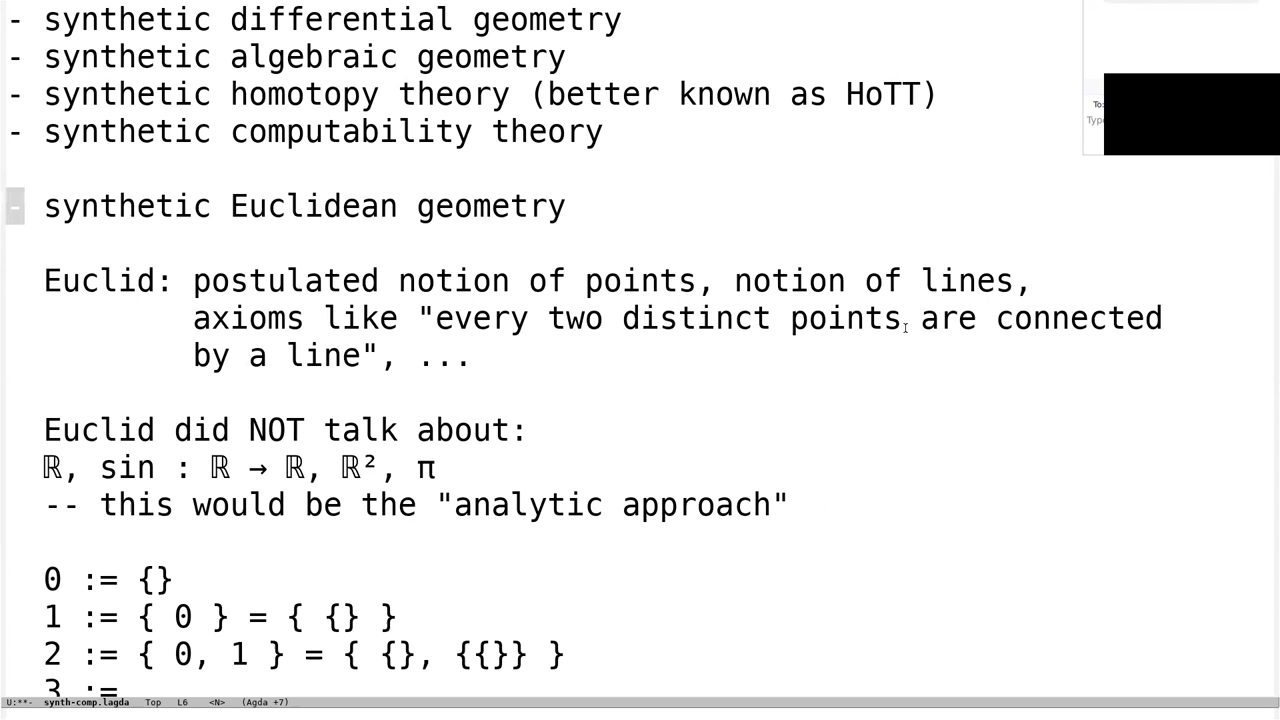 - synthetic differential geometry
- synthetic algebraic geometry
- synthetic homotopy theory (better known as HoTT)
- synthetic computability theory
To:
Typ
- synthetic Euclidean geometry
Euclid: postulated notion of points, notion of lines,
axioms like "every two distinct points are connected
by a line", ...
Euclid did NOT talk about:
ℝ, sin : ℝ → ℝ, ℝ², π
-- this would be the "analytic approach"
0 := {}
1 := { 0 } = { {} }
2 := { 0, 1 } = { {}, {{}} }
3 :=
U:**- synth-comp.lagda Top L6 <N> (Agda +7)